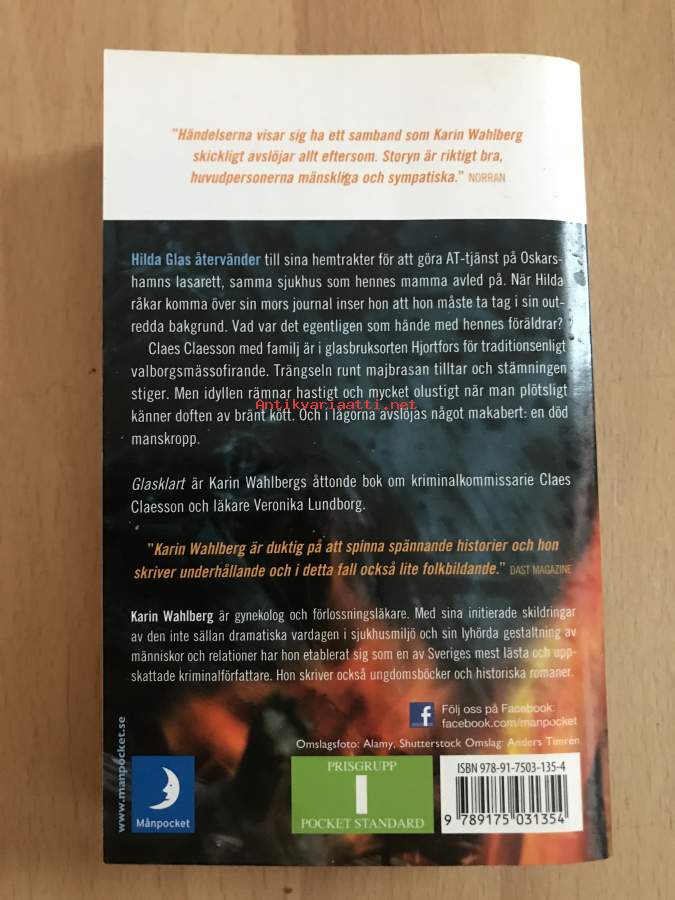 "Händelserna visar sig ha ett samband som Karin Wahlberg
skickligt avslöjar allt eftersom. Storyn är riktigt bra,
huvudpersonerna mänskliga och sympatiska." NORRAN
Hilda Glas återvänder till sina hemtrakter för att göra AT-tjänst på Oskars-
hamns lasarett, samma sjukhus som hennes mamma avled på. När Hilda
råkar komma över sin mors journal inser hon att hon måste ta tag i sin out-
redda bakgrund. Vad var det egentligen som hände med hennes föräldrar?
Claes Claesson med familj är i glasbruksorten Hjortfors för traditionsenligt
valborgsmässofirande. Trängseln runt majbrasan tilltar och stämningen
stiger. Men idyllen rämnar hastigt och mycket olustigt när man plötsligt
känner doften av bränt kött. Och i lågorna avslöjas något makabert: en död
manskropp.
Antikvariaatti.net
Glasklart är Karin Wahlbergs åttonde bok om kriminalkommissarie Claes
Claesson och läkare Veronika Lundborg.
"Karin Wahlberg är duktig på att spinna spännande historier och hon
skriver underhållande och i detta fall också lite folkbildande." DAST MAGAZINE
Karin Wahlberg är gynekolog och förlossningsläkare. Med sina initierade skildringar
av den inte sällan dramatiska vardagen i sjukhusmiljö och sin lyhörda gestaltning av
människor och relationer har hon etablerat sig som en av Sveriges mest lästa och upp-
skattade kriminalförfattare. Hon skriver också ungdomsböcker och historiska romaner.
f
Följ oss på Facebook:
facebook.com/manpocket
Omslagsfoto: Alamy, Shutterstock Omslag: Anders Timrén
www.manpocket.se
Månpocket
PRISGRUPP
I
POCKET STANDARD
ISBN 978-91-7503-135-4
9 789175 031354